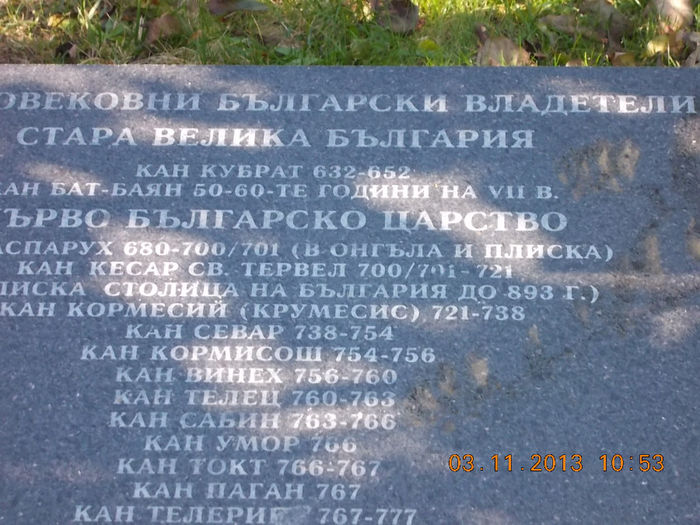 ОВЕКОВНИ БЪЛГАРСКИ ВЛАДЕТЕЛИ
СТАРА ВЕЛИКА БЪЛГАРИЯ
КАН КУБРАТ 632-652
КАН БАТ-БАЯН 50-60-ТЕ ГОДИНИ НА VII В.
ПЪРВО БЪЛГАРСКО ЦАРСТВО
АСПАРУХ 680-700/701 (В ОНГЪЛА И ПЛИСКА)
КАН КЕСАР СВ. ТЕРВЕЛ 700/701-721
ЛИСКА СТОЛИЦА НА БЪЛГАРИЯ ДО 893 Г.)
КАН КОРМЕСИЙ (КРУМЕСИС) 721-738
КАН СЕВАР 738-754
КАН КОРМИСОШ 754-756
КАН ВИНЕХ 756-760
КАН ТЕЛЕЦ 760-763
КАН САБИН 763-766
КАН УМОР 766
КАН ТОКТ 766-767
КАН ПАГАН 767
КАН ТЕЛЕРИГ 767-777
03.11.2013 10:53